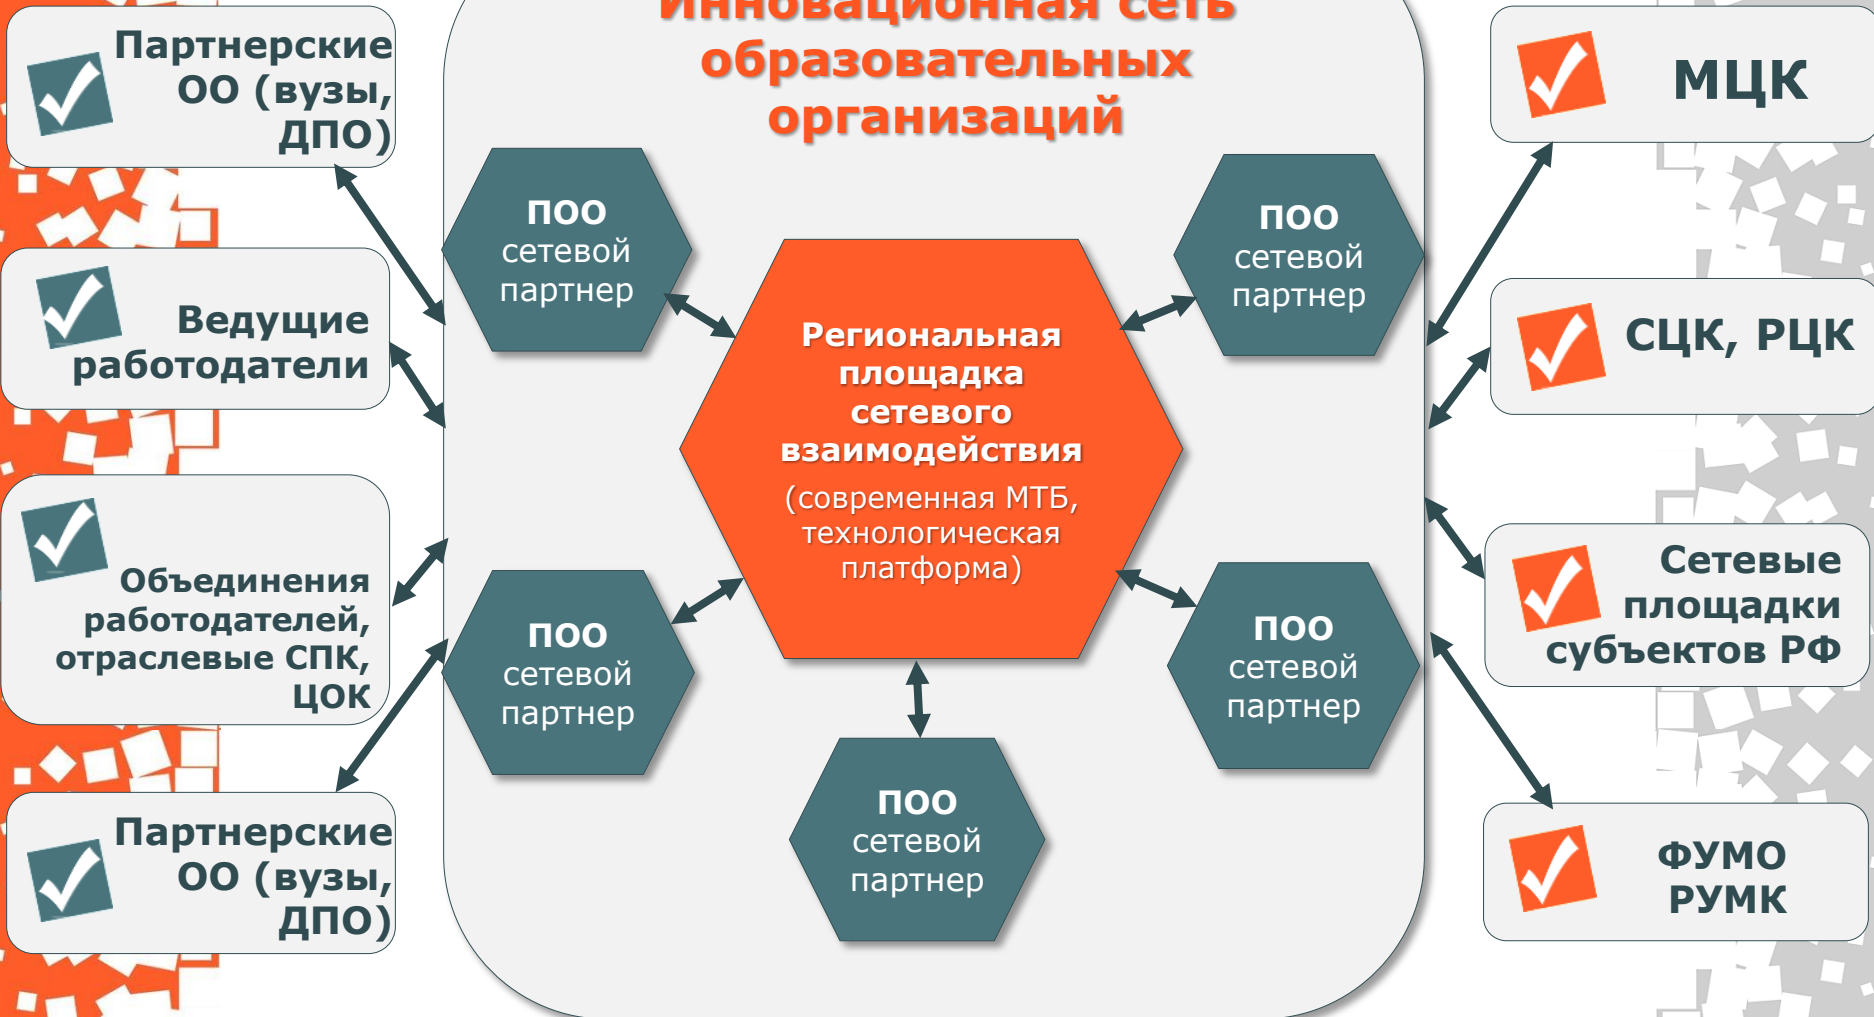 Инновационная сеть
образовательных
организаций
Партнерские
ОО (вузы,
ДПО)
Ведущие
работодатели
Объединения
работодателей,
отраслевые СПК,
ЦОК
Партнерские
ОО (вузы,
ДПО)
ПОО
сетевой
партнер
ПОО
сетевой
партнер
Региональная
площадка
сетевого
взаимодействия
(современная МТБ,
технологическая
платформа)
ПОО
сетевой
партнер
ПОО
сетевой
партнер
ПОО
сетевой
партнер
МЦК
СЦК, РЦК
Сетевые
площадки
субъектов РФ
ФУМО
РУМК